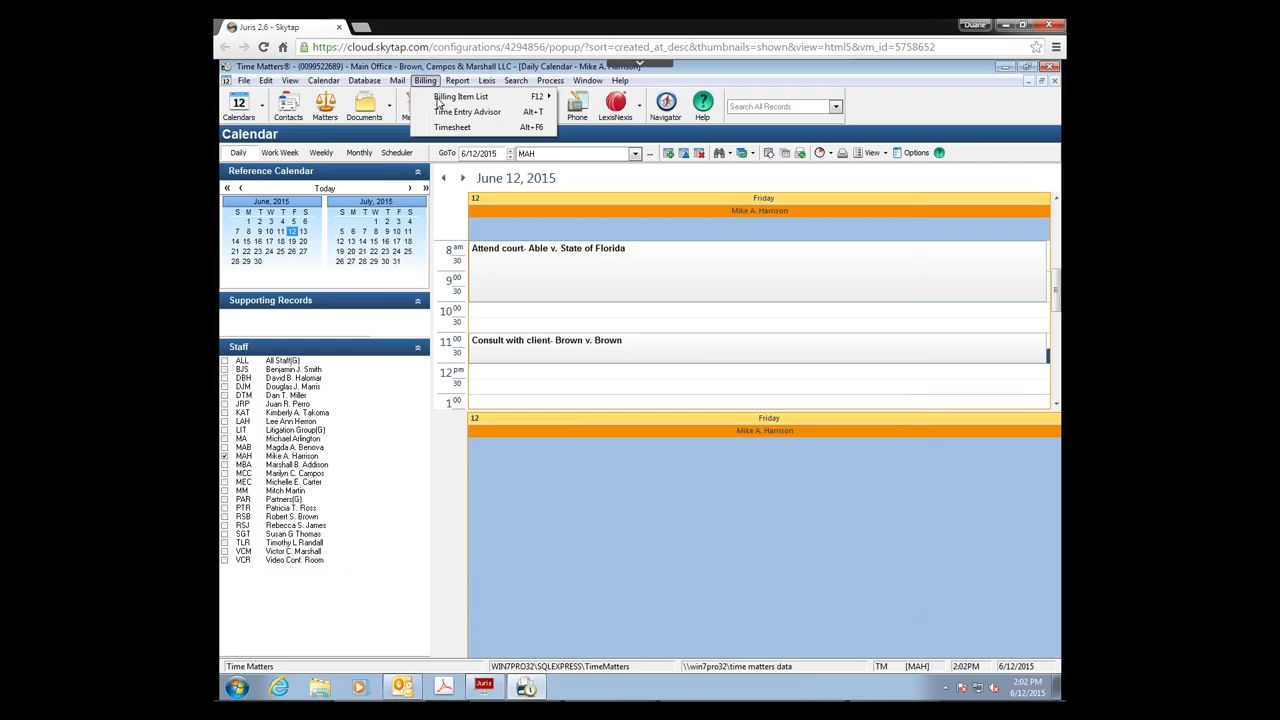 Juris 2.6 - Skytap
Duane
https://cloud.skytap.com/configurations/4294856/popup/?sort=created_at_desc&thumbnails=shown&view=html5&vm_id=5758652
Time Matters® - (0099522689) - Main Office - Brown, Campos & Marshall LLC - [Daily Calendar - Mike A. Harrison]
File Edit View Calendar Database Mail Billing Report Lexis Search Process Window Help
Billing Item List F12
Time Entry Advisor Alt+T
Timesheet Alt+F6
Calendars Contacts Matters Documents Phone LexisNexis Navigator Help
Search All Records
Calendar
Daily Work Week Weekly Monthly Scheduler GoTo 6/12/2015 MAH View Options
Reference Calendar
Today
June, 2015 July, 2015
S M T W T F S S M T W T F S
1 2 3 4 5 6 1 2 3 4
7 8 9 10 11 12 13 5 6 7 8 9 10 11
14 15 16 17 18 19 20 12 13 14 15 16 17 18
21 22 23 24 25 26 27 19 20 21 22 23 24 25
28 29 30 26 27 28 29 30 31
Supporting Records
Staff
ALL All Staff(G)
BJS Benjamin J. Smith
DBH David B. Halomar
DJM Douglas J. Marris
DTM Dan T. Miller
JRP Juan R. Perro
KAT Kimberly A. Takoma
LAH Lee Ann Herron
LIT Litigation Group(G)
MA Michael Arlington
MAB Magda A. Benova
MAH Mike A. Harrison
MBA Marshall B. Addison
MCC Marilyn C. Campos
MEC Michelle E. Carter
MM Mitch Martin
PAR Partners(G)
PTR Patricia T. Ross
RSB Robert S. Brown
RSJ Rebecca S. James
SGT Susan G Thomas
TLR Timothy L Randall
VCM Victor C. Marshall
VCR Video Conf. Room
June 12, 2015
12 Friday
Mike A. Harrison
8 am Attend court- Able v. State of Florida
30
9 00
30
10 00
30
11 00 Consult with client- Brown v. Brown
30
12 pm
30
1 00
12 Friday
Mike A. Harrison
Time Matters WIN7PRO32\SQLEXPRESS\TimeMatters \\win7pro32\time matters data TM [MAH] 2:02PM 6/12/2015
Juris
2:02 PM
6/12/2015